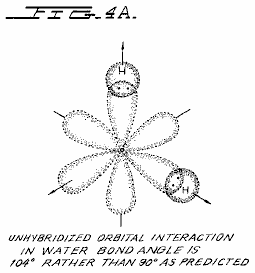 FIG. 4A.
H
H
UNHYBRIDIZED ORBITAL INTERACTION
IN WATER BOND ANGLE IS
104° RATHER THAN 90° AS PREDICTED